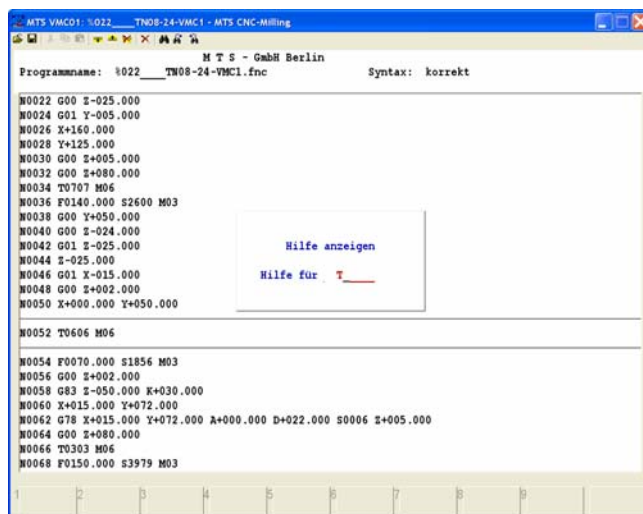 MTS VMC01: %022____TN08-24-VMC1 - MTS CNC-Milling
M T S - GmbH Berlin
Programmname: %022____TN08-24-VMC1.fnc Syntax: korrekt
N0022 G00 Z-025.000
N0024 G01 Y-005.000
N0026 X+160.000
N0028 Y+125.000
N0030 G00 Z+005.000
N0032 G00 Z+080.000
N0034 T0707 M06
N0036 F0140.000 S2600 M03
N0038 G00 Y+050.000
N0040 G00 Z-024.000
N0042 G01 Z-025.000
N0044 Z-025.000
N0046 G01 X-015.000
N0048 G00 Z+002.000
N0050 X+000.000 Y+050.000
Hilfe anzeigen
Hilfe für T_____
N0052 T0606 M06
N0054 F0070.000 S1856 M03
N0056 G00 Z+002.000
N0058 G83 Z-050.000 K+030.000
N0060 X+015.000 Y+072.000
N0062 G78 X+015.000 Y+072.000 A+000.000 D+022.000 S0006 Z+005.000
N0064 G00 Z+080.000
N0066 T0303 M06
N0068 F0150.000 S3979 M03
1 2 3 4 5 6 7 8 9